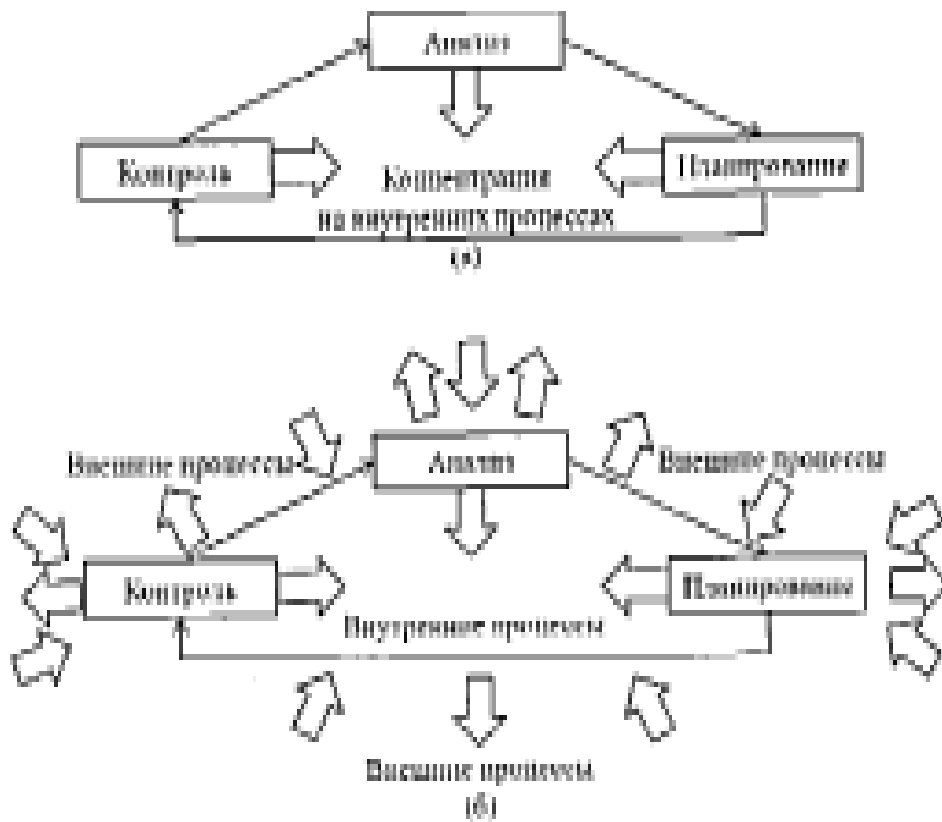 Анализ
Контроль
Планирование
Концентрация
на внутренних процессах
(а)
Внешние процессы
Анализ
Внешние процессы
Контроль
Планирование
Внутренние процессы
Внешние процессы
(б)